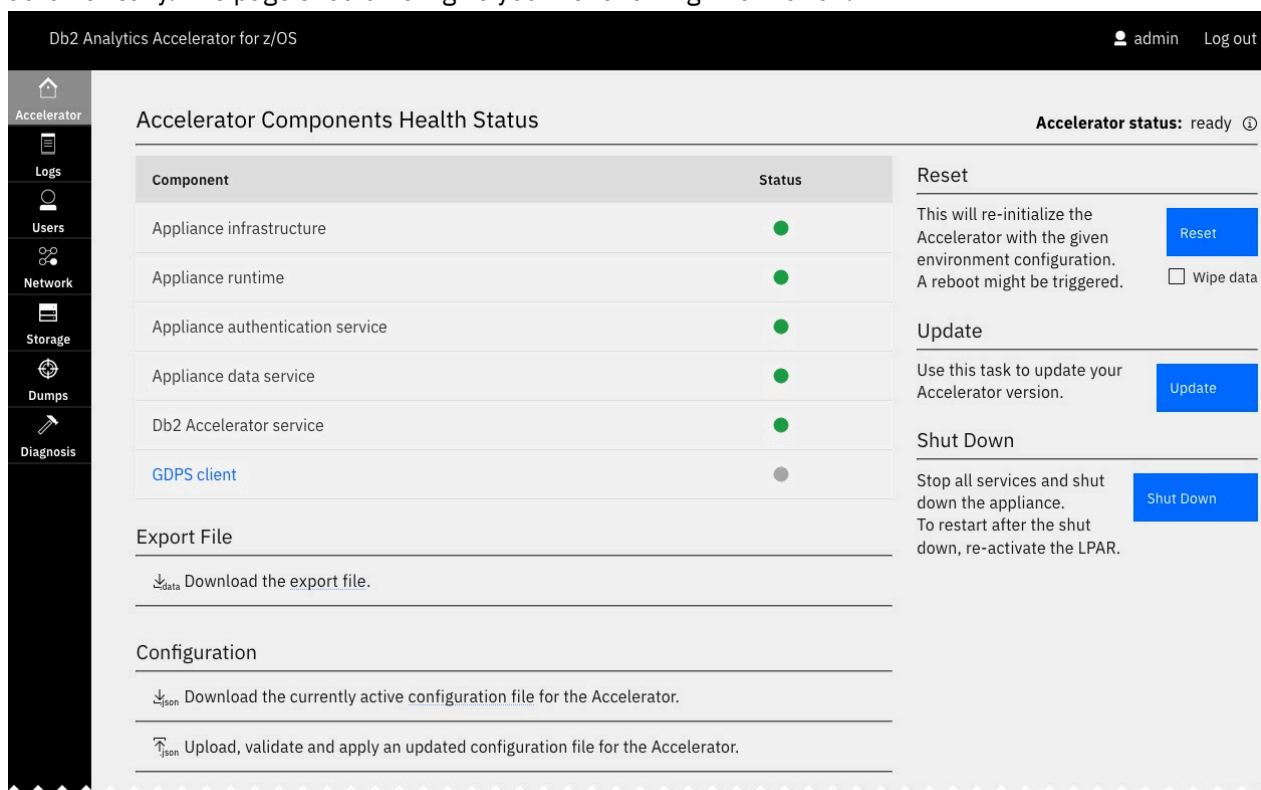 Db2 Analytics Accelerator for z/OS
admin
Log out
Accelerator
Logs
Users
Network
Storage
Dumps
Diagnosis
Accelerator Components Health Status
Accelerator status: ready
Component
Status
Appliance infrastructure
Appliance runtime
Appliance authentication service
Appliance data service
Db2 Accelerator service
GDPS client
Export File
data Download the export file.
Configuration
json Download the currently active configuration file for the Accelerator.
json Upload, validate and apply an updated configuration file for the Accelerator.
Reset
This will re-initialize the
Accelerator with the given
environment configuration.
A reboot might be triggered.
Reset
Wipe data
Update
Use this task to update your
Accelerator version.
Update
Shut Down
Stop all services and shut
down the appliance.
To restart after the shut
down, re-activate the LPAR.
Shut Down